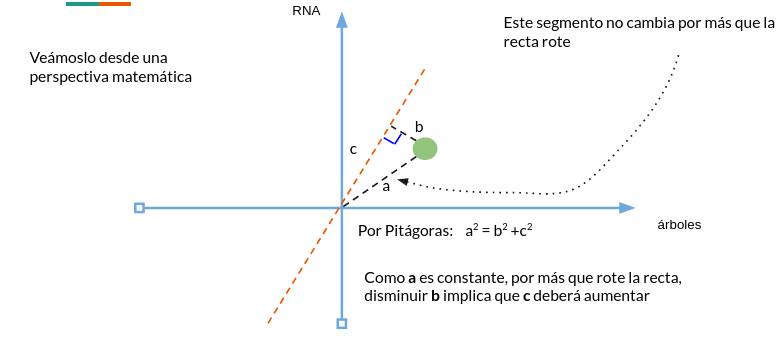 RNA
Este segmento no cambia por más que la
recta rote
Veámoslo desde una
perspectiva matemática
b
c
a
árboles
Por Pitágoras: a² = b² +c²
Como a es constante, por más que rote la recta,
disminuir b implica que c deberá aumentar